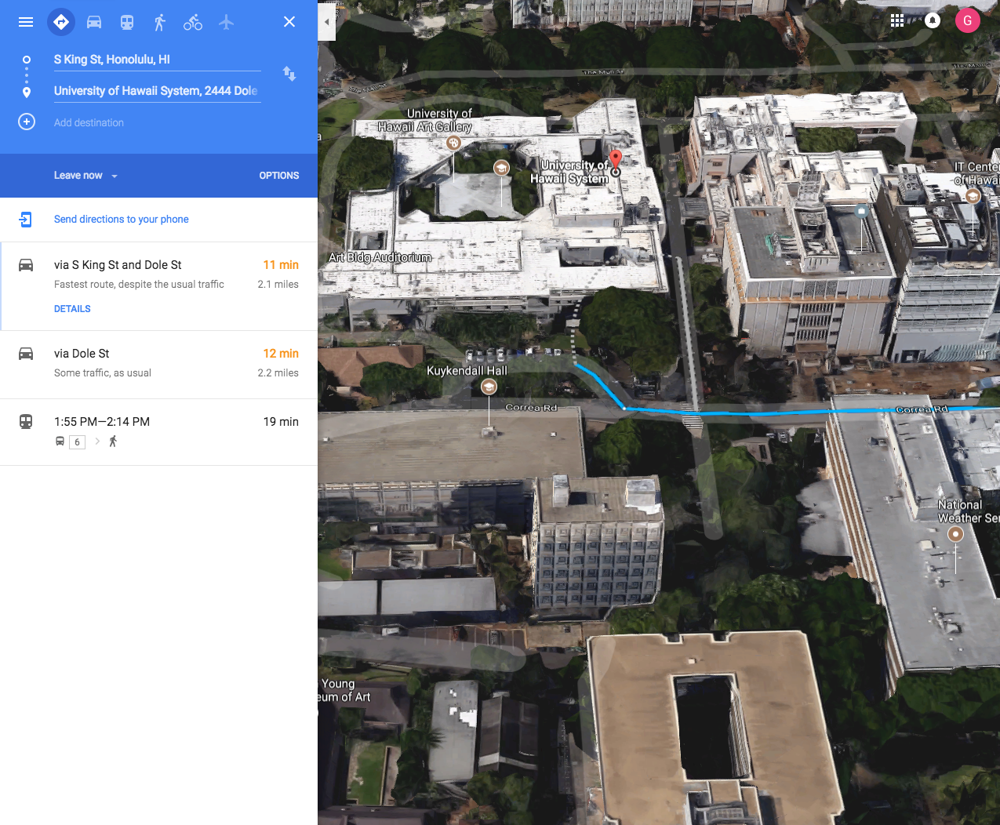 S King St, Honolulu, HI
University of Hawaii System, 2444 Dole
Add destination
Leave now
OPTIONS
Send directions to your phone
via S King St and Dole St
11 min
Fastest route, despite the usual traffic
2.1 miles
DETAILS
via Dole St
12 min
Some traffic, as usual
2.2 miles
1:55 PM—2:14 PM
19 min
6
G
The Mall St
University of
Hawaii Art Gallery
University of
Hawaii System
IT Cente
of Hawai
Art Bldg Auditorium
Kuykendall Hall
Correa Rd
Correa Rd
National
Weather Ser
Young
eum of Art